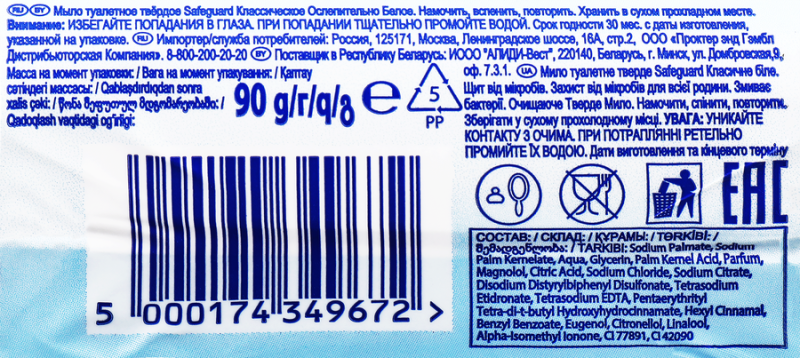 RU BY Мыло туалетное твёрдое Safeguard Классическое Ослепительно Белое. Намочить, вспенить, повторить. Хранить в сухом прохладном месте.
Внимание: ИЗБЕГАЙТЕ ПОПАДАНИЯ В ГЛАЗА. ПРИ ПОПАДАНИИ ТЩАТЕЛЬНО ПРОМОЙТЕ ВОДОЙ. Срок годности 30 мес. с даты изготовления,
указанной на упаковке. RU Импортер/служба потребителей: Россия, 125171, Москва, Ленинградское шоссе, 16А, стр.2, ООО «Проктер энд Гэмбл
Дистрибьюторская Компания». 8-800-200-20-20 BY Поставщик в Республику Беларусь: ИООО "АЛИДИ-Вест", 220140, Беларусь, г. Минск, ул. Домбровская,9,
оф. 7.3.1. UA Мило туалетне тверде Safeguard Класичне біле.
Щит від мікробів. Захист від мікробів для всієї родини. Змиває
бактерії. Очищаюче Тверде Мило. Намочити, спінити, повторити.
Зберігати у сухому прохолодному місці. УВАГА: УНИКАЙТЕ
КОНТАКТУ З ОЧИМА. ПРИ ПОТРАПЛЯННІ РЕТЕЛЬНО
ПРОМИЙТЕ ЇХ ВОДОЮ. Дати виготовлення та кінцевого терміну
Масса на момент упаковки: / Вага на момент упакування: / Қаптау
сәтіндегі массасы: / Qablaşdırıldıqdan sonra
xalis çəki: / წონა შეფუთულ მდგომარეობაში: /
Qadoqlash vaqtidagi og'irligi:
90 g/г/q/გ e
5
PP
EAC
5 000174 349672 >
СОСТАВ: / СКЛАД: / ҚҰРАМЫ: / TƏRKİBİ: /
შემადგენლობა: / TARKIBI: Sodium Palmate, Sodium
Palm Kernelate, Aqua, Glycerin, Palm Kernel Acid, Parfum,
Magnolol, Citric Acid, Sodium Chloride, Sodium Citrate,
Disodium Distyrylbiphenyl Disulfonate, Tetrasodium
Etidronate, Tetrasodium EDTA, Pentaerythrityl
Tetra-di-t-butyl Hydroxyhydrocinnamate, Hexyl Cinnamal,
Benzyl Benzoate, Eugenol, Citronellol, Linalool,
Alpha-Isomethyl Ionone, CI 77891, CI 42090